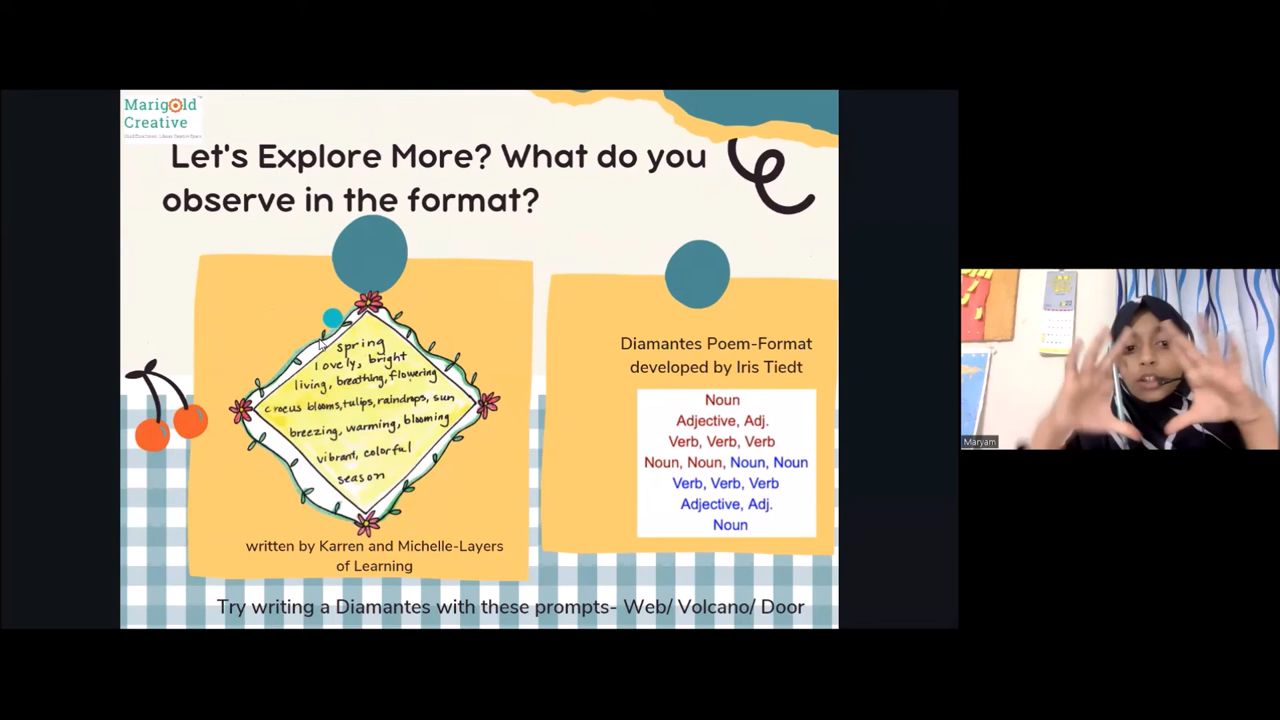 Marigold
Creative
Let's Explore More? What do you
observe in the format?
spring
lovely, bright
living, breathing, flowering
crocus blooms, tulips, raindrops, sun
breezing, warming, blooming
vibrant, colorful
season
written by Karren and Michelle-Layers
of Learning
Diamantes Poem-Format
developed by Iris Tiedt
Noun
Adjective, Adj.
Verb, Verb, Verb
Noun, Noun, Noun, Noun
Verb, Verb, Verb
Adjective, Adj.
Noun
Try writing a Diamantes with these prompts- Web/ Volcano/ Door
Maryam